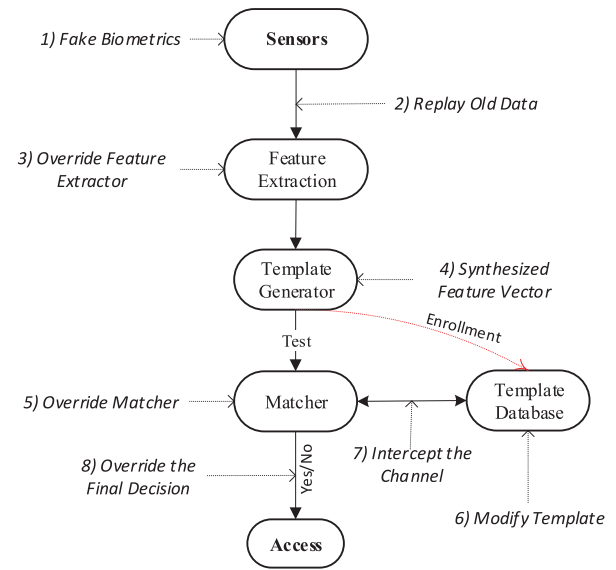 1) Fake Biometrics
Sensors
2) Replay Old Data
3) Override Feature
Extractor
Feature
Extraction
Template
Generator
4) Synthesized
Feature Vector
Enrollment
Test
5) Override Matcher
Matcher
Template
Database
8) Override the
Final Decision
Yes/No
7) Intercept the
Channel
6) Modify Template
Access